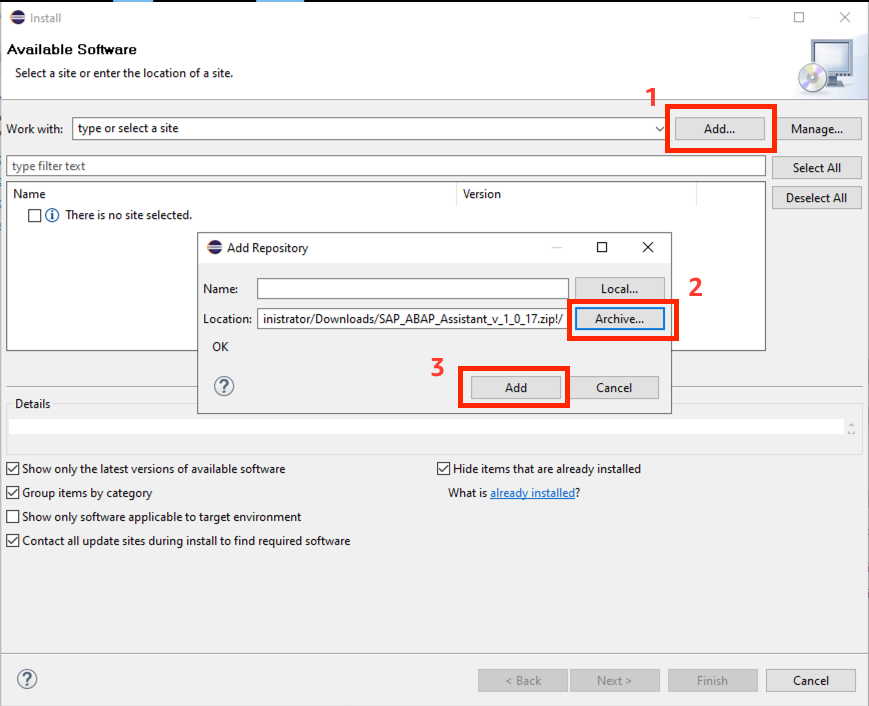 Install
Available Software
Select a site or enter the location of a site.
1
Work with: type or select a site Add... Manage...
type filter text Select All
Name Version Deselect All
There is no site selected.
Add Repository
Name: Local... 2
Location: inistrator/Downloads/SAP_ABAP_Assistant_v_1_0_17.zip!/ Archive...
OK
3
? Add Cancel
Details
Show only the latest versions of available software Hide items that are already installed
Group items by category What is already installed?
Show only software applicable to target environment
Contact all update sites during install to find required software
? < Back Next > Finish Cancel